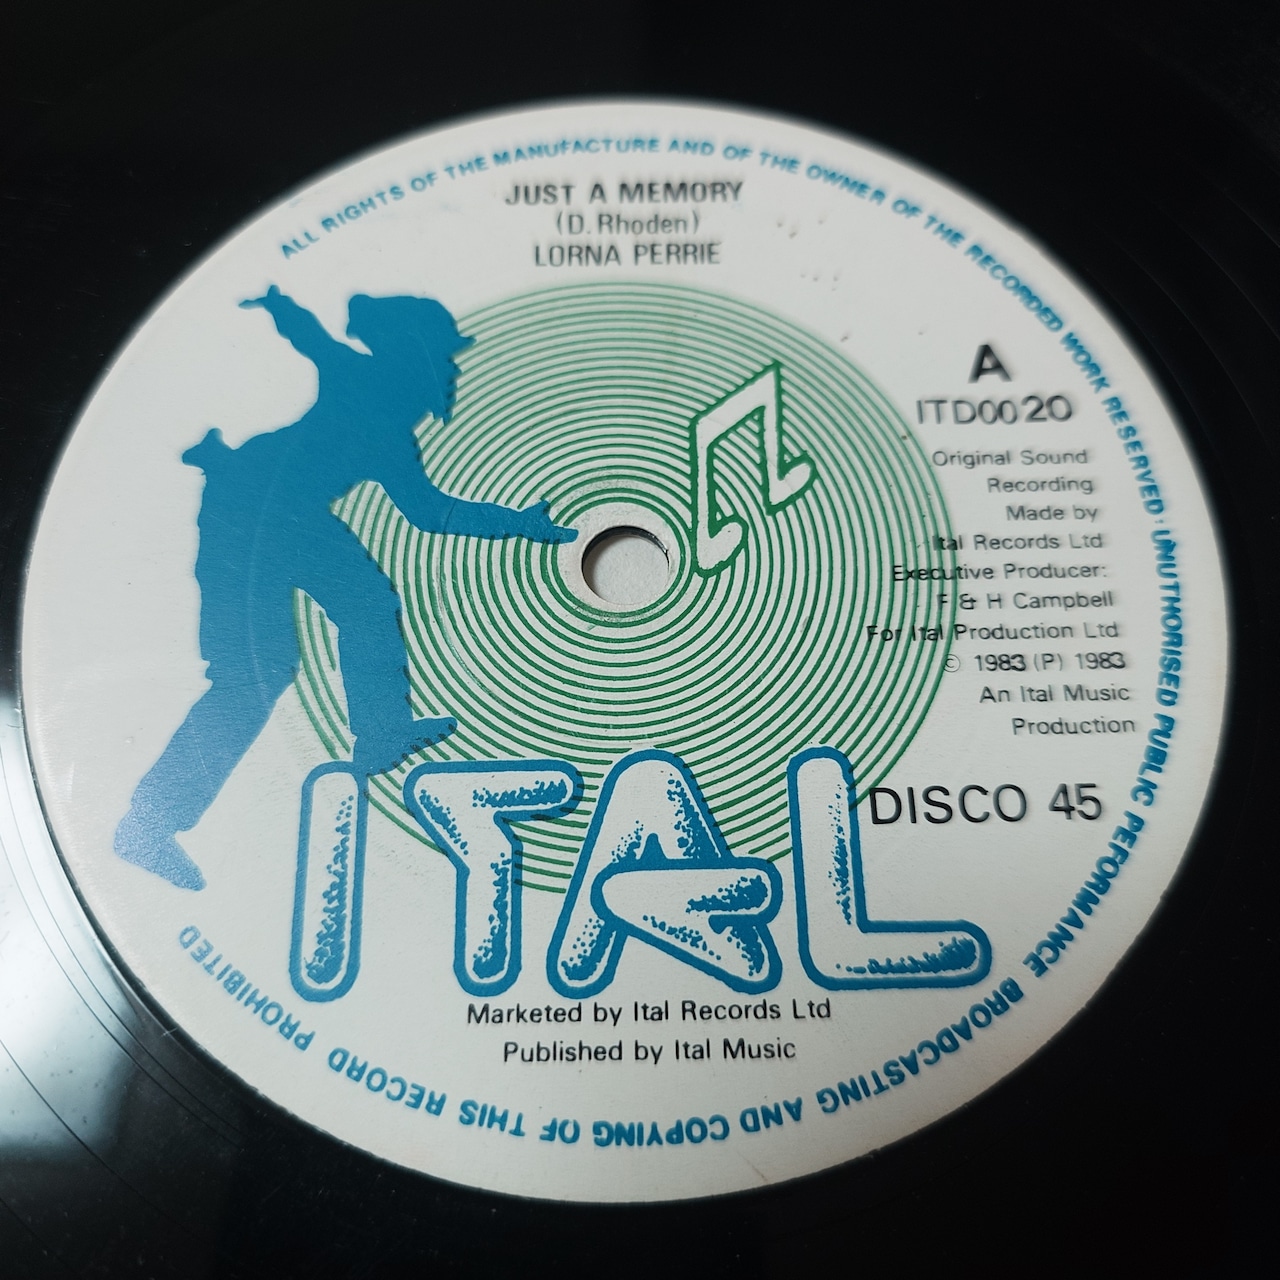 ALL RIGHTS OF THE MANUFACTURE AND OF THE OWNER OF THE RECORDED WORK RESERVED · UNUTHORISED PUBLIC PEFORMANCE BROADCASTING AND COPYING OF THIS RECORD PROHIBITED
JUST A MEMORY
(D. Rhoden)
LORNA PERRIE
A
ITD0020
Original Sound
Recording
Made by
Ital Records Ltd
Executive Producer:
F & H Campbell
For Ital Production Ltd
© 1983 (P) 1983
An Ital Music
Production
DISCO 45
ITAL
Marketed by Ital Records Ltd
Published by Ital Music